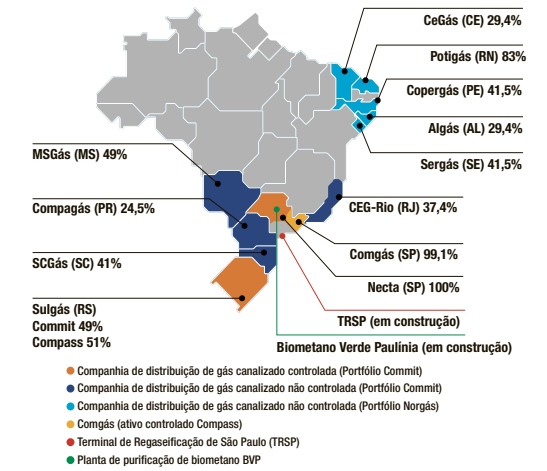 CeGás (CE) 29,4%
Potigás (RN) 83%
Copergás (PE) 41,5%
Algás (AL) 29,4%
Sergás (SE) 41,5%
MSGás (MS) 49%
Compagás (PR) 24,5%
CEG-Rio (RJ) 37,4%
SCGás (SC) 41%
Comgás (SP) 99,1%
Necta (SP) 100%
Sulgás (RS)
Commit 49%
Compass 51%
TRSP (em construção)
Biometano Verde Paulínia (em construção)
Companhia de distribuição de gás canalizado controlada (Portfólio Commit)
Companhia de distribuição de gás canalizado não controlada (Portfólio Commit)
Companhia de distribuição de gás canalizado não controlada (Portfólio Norgás)
Comgás (ativo controlado Compass)
Terminal de Regaseificação de São Paulo (TRSP)
Planta de purificação de biometano BVP